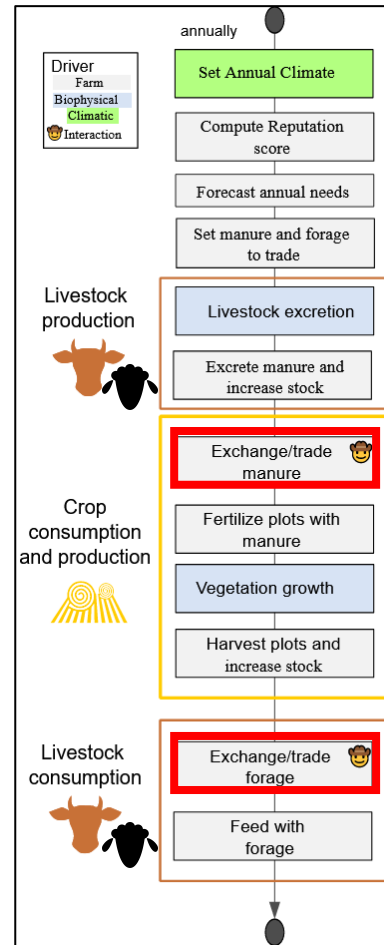 annually
Driver
Farm
Biophysical
Climatic
Interaction
Set Annual Climate
Compute Reputation
score
Forecast annual needs
Set manure and forage
to trade
Livestock
production
Livestock excretion
Excrete manure and
increase stock
Crop
consumption
and production
Exchange/trade
manure
Fertilize plots with
manure
Vegetation growth
Harvest plots and
increase stock
Livestock
consumption
Exchange/trade
forage
Feed with
forage